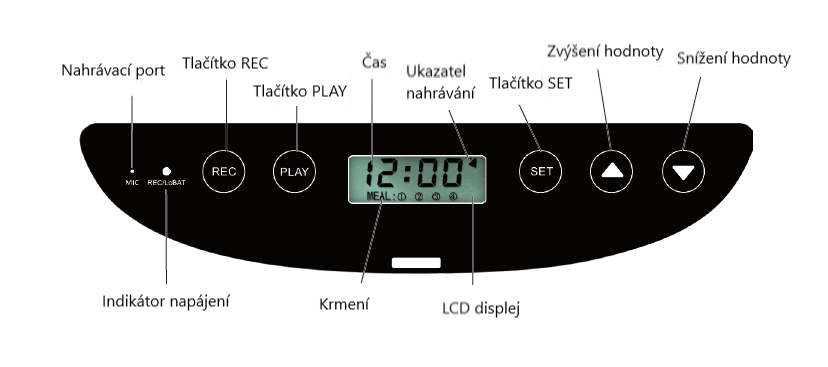 Nahrávací port
Tlačítko REC
Tlačítko PLAY
Čas
Ukazatel
nahrávání
Tlačítko SET
Zvýšení hodnoty
Snížení hodnoty
MIC
REC/LoBAT
REC
PLAY
12:00
MEAL:① ② ③ ④
SET
Indikátor napájení
Krmení
LCD displej